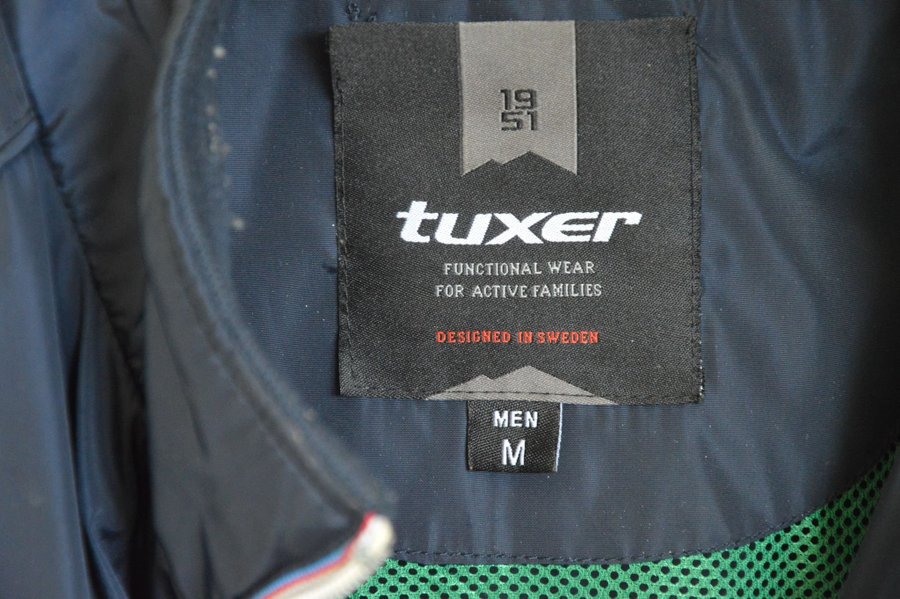 19
51
tuxer
FUNCTIONAL WEAR
FOR ACTIVE FAMILIES
DESIGNED IN SWEDEN
MEN
M